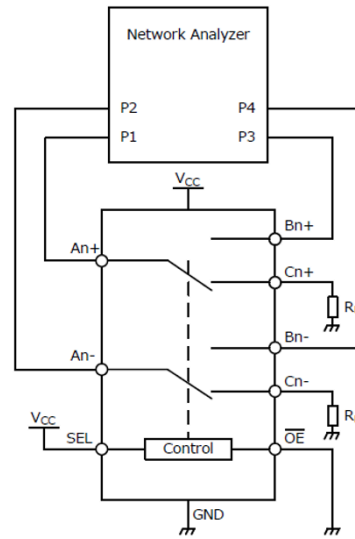 Network Analyzer
P2 P4
P1 P3
VCC
An+ Bn+
Cn+
R
An- Bn-
Cn-
VCC
R
SEL Control OE
GND